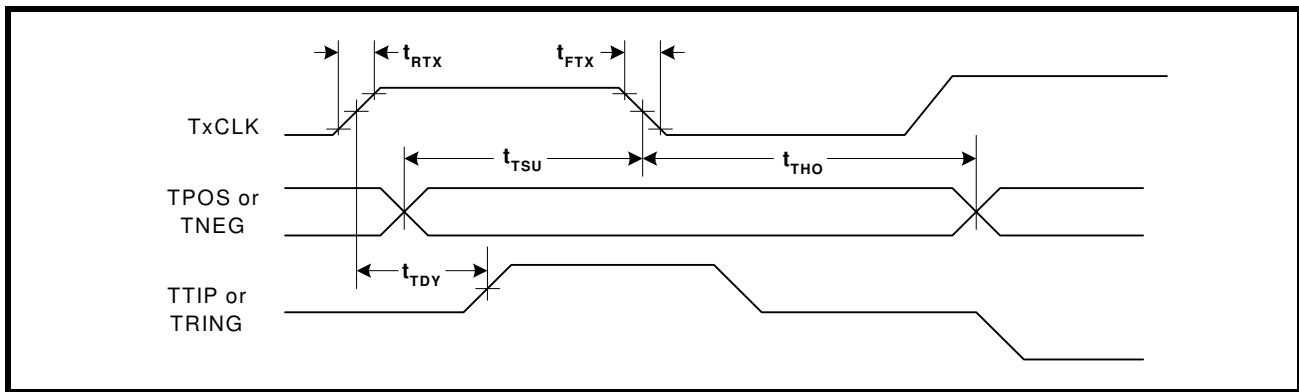 tRTX
tFTX
TxCLK
tTSU
tTHO
TPOS or
TNEG
tTDY
TTIP or
TRING